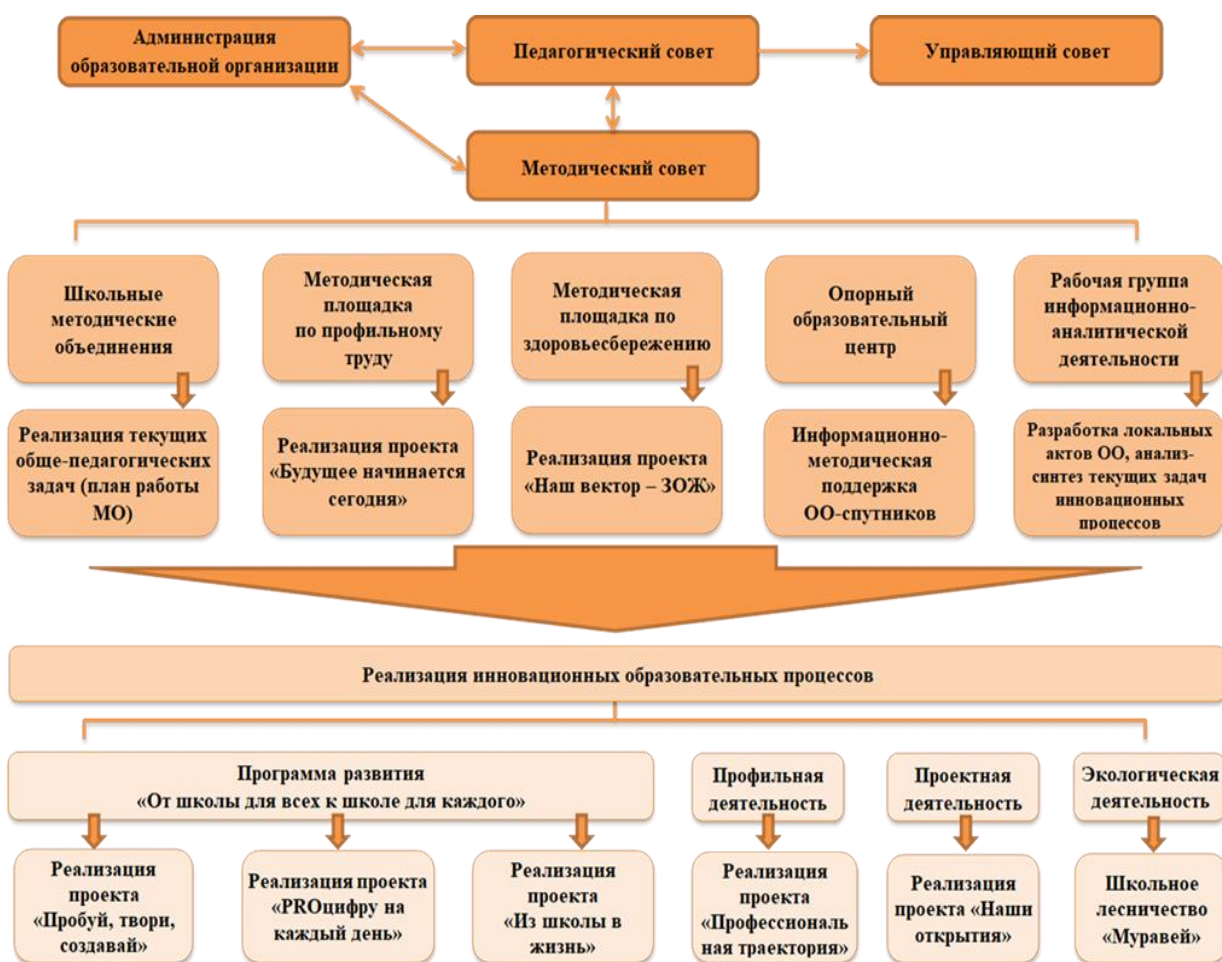 Администрация
образовательной организации
Педагогический совет
Управляющий совет
Методический совет
Школьные
методические
объединения
Методическая
площадка
по профильному
труду
Методическая
площадка по
здоровьесбережению
Опорный
образовательный
центр
Рабочая группа
информационно-
аналитической
деятельности
Реализация текущих
обще-педагогических
задач (план работы
МО)
Реализация проекта
«Будущее начинается
сегодня»
Реализация проекта
«Наш вектор – ЗОЖ»
Информационно-
методическая
поддержка
ОО-спутников
Разработка локальных
актов ОО, анализ-
синтез текущих задач
инновационных
процессов
Реализация инновационных образовательных процессов
Программа развития
«От школы для всех к школе для каждого»
Профильная
деятельность
Проектная
деятельность
Экологическая
деятельность
Реализация
проекта
«Пробуй, твори,
создавай»
Реализация проекта
«PROцифру на
каждый день»
Реализация
проекта
«Из школы в
жизнь»
Реализация
проекта
«Профессиональ
ная траектория»
Реализация
проекта «Наши
открытия»
Школьное
лесничество
«Муравей»